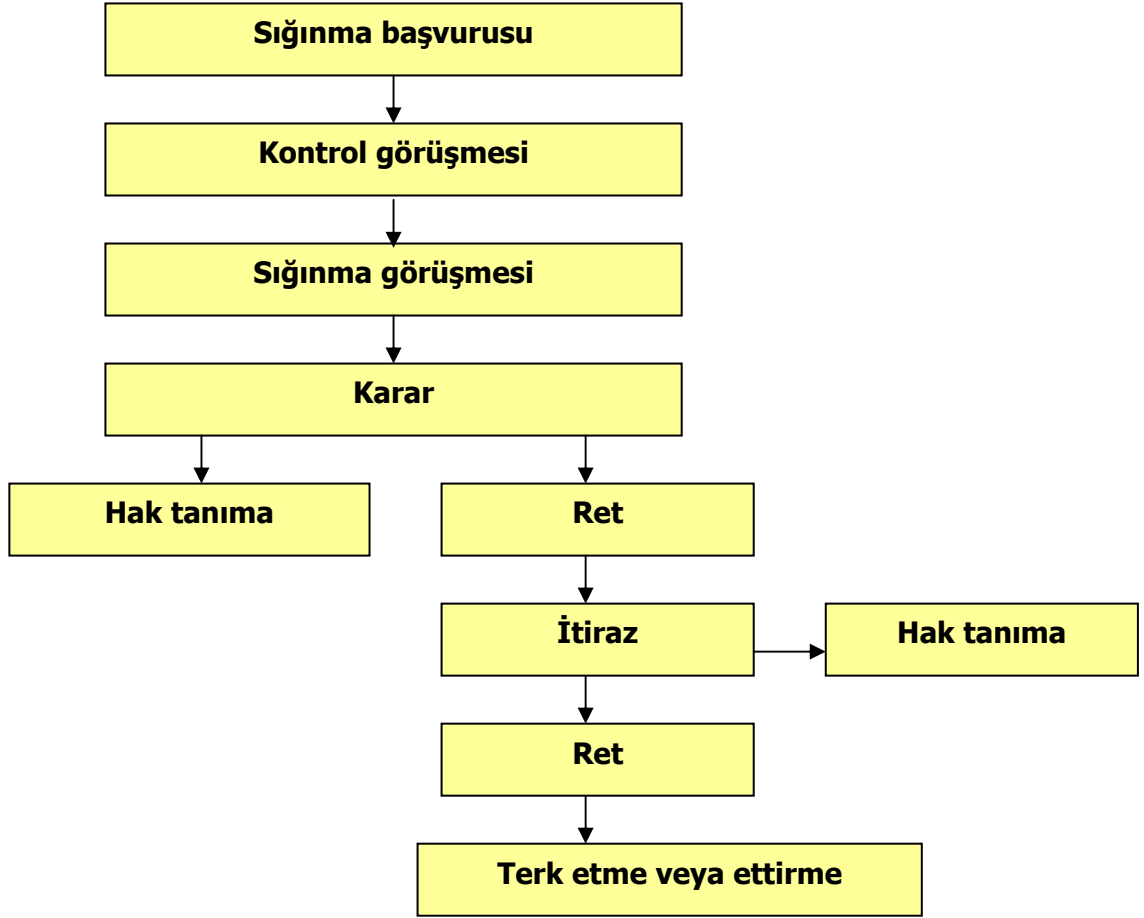 Sığınma başvurusu
Kontrol görüşmesi
Sığınma görüşmesi
Karar
Hak tanıma
Ret
İtiraz
Hak tanıma
Ret
Terk etme veya ettirme